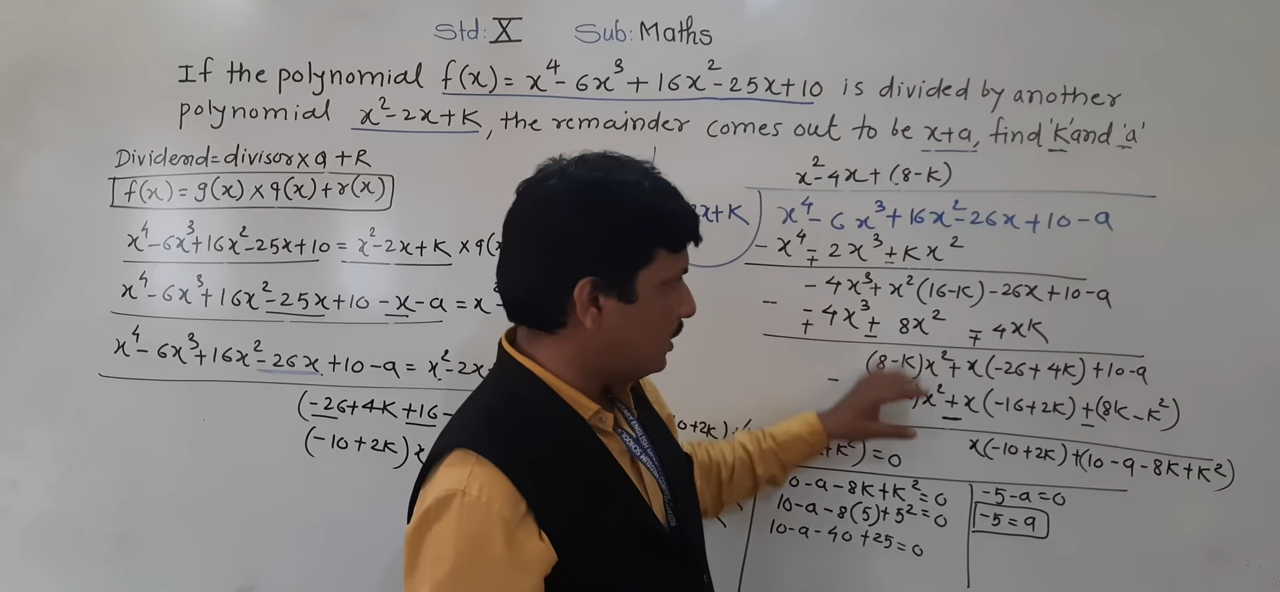 Std: X Sub: Maths
If the polynomial f(x) = x⁴ - 6x³ + 16x² - 25x + 10 is divided by another
polynomial x² - 2x + K, the remainder comes out to be x + a, find 'K' and 'a'
Dividend = divisor × q + R
f(x) = g(x) × q(x) + r(x)
x⁴ - 6x³ + 16x² - 25x + 10 = x² - 2x + K × q(x
x⁴ - 6x³ + 16x² - 25x + 10 - x - a = x²
x⁴ - 6x³ + 16x² - 26x + 10 - a = x² - 2x
(-26 + 4K + 16 -
(-10 + 2K) x
x² - 4x + (8 - K)
x + K ) x⁴ - 6x³ + 16x² - 26x + 10 - a
- x⁴ ∓ 2x³ ± Kx²
- 4x³ + x²(16 - K) - 26x + 10 - a
- ∓ 4x³ ± 8x² ∓ 4xK
(8 - K)x² + x(-26 + 4K) + 10 - a
- )x² + x(-16 + 2K) + (8K - K²)
x(-10 + 2K) + (10 - a - 8K + K²)
10 + 2K) :
+ K²) = 0
0 - a - 8K + K² = 0
10 - a - 8(5) + 5² = 0
10 - a - 40 + 25 = 0
-5 - a = 0
-5 = a